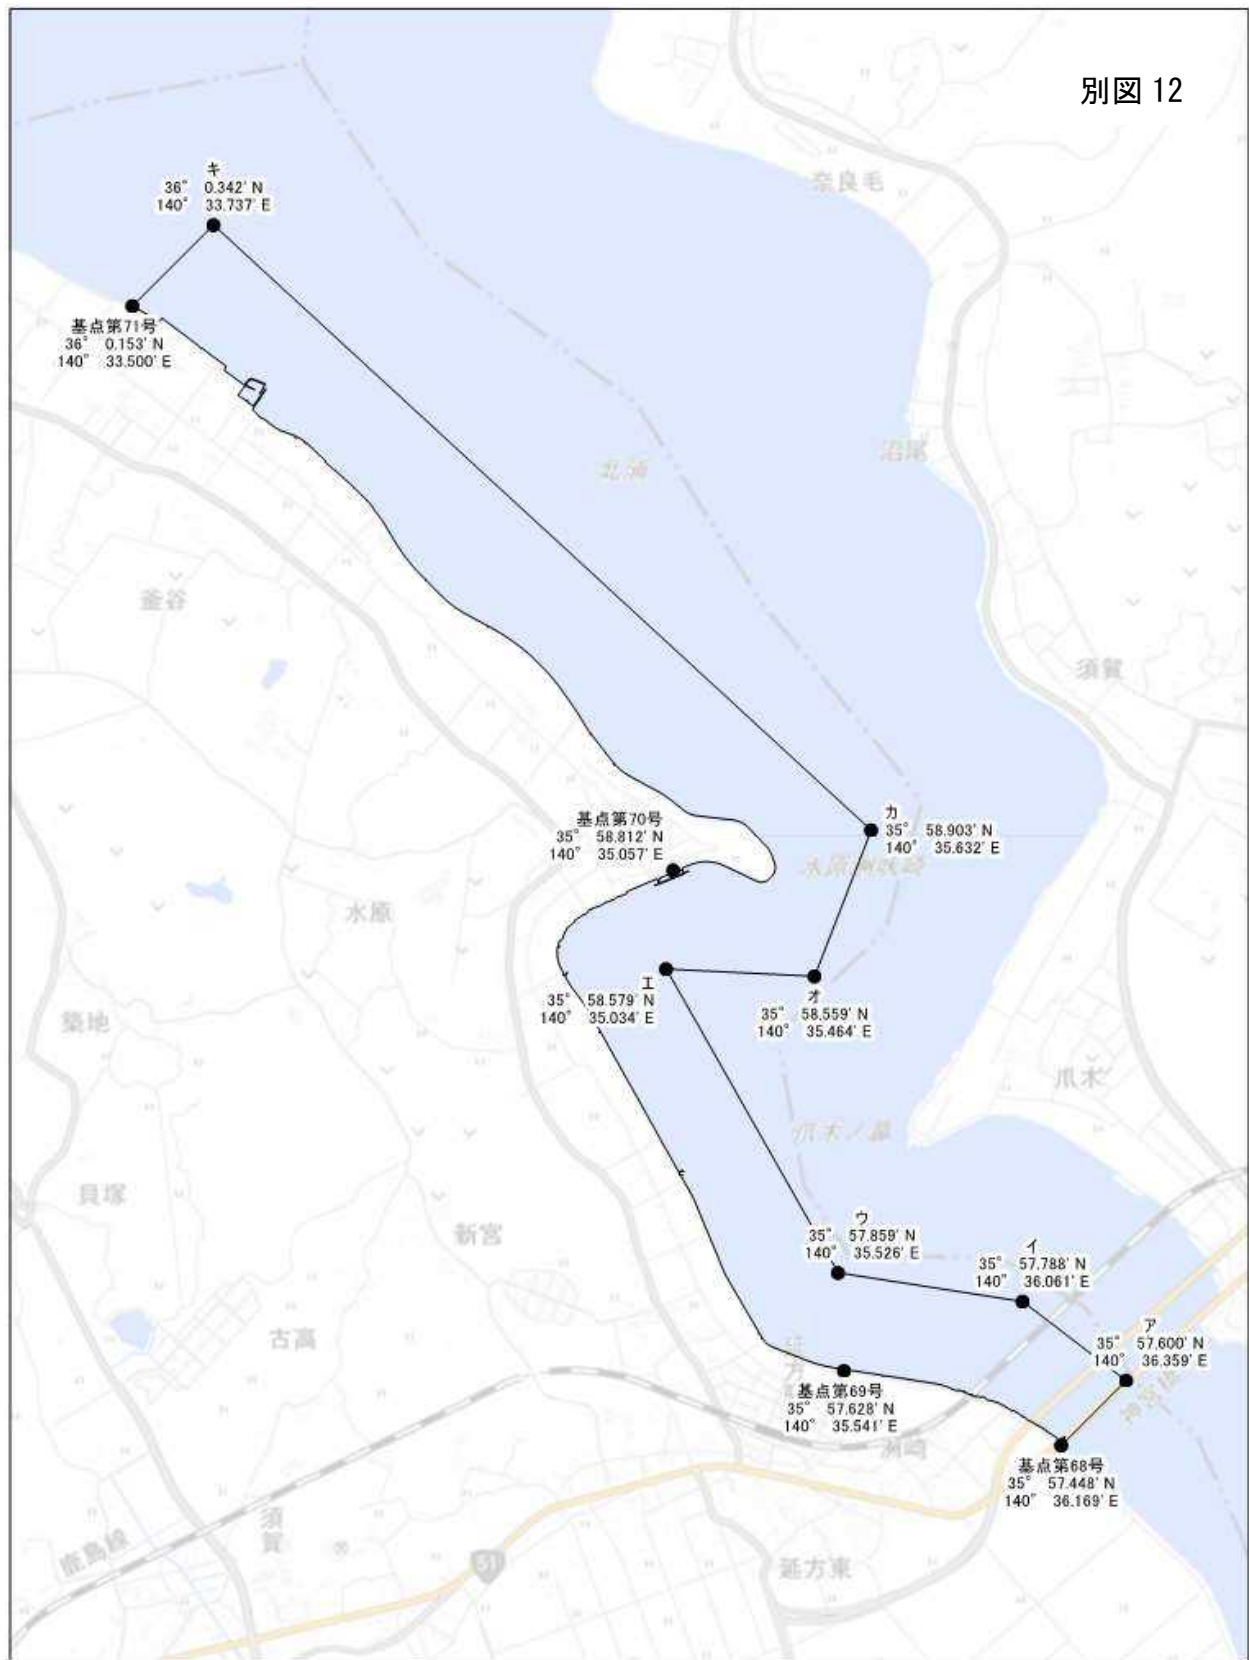 別図 12
奈良毛
キ
36° 0.342' N
140° 33.737' E
基点第71号
36° 0.153' N
140° 33.500' E
沼尾
北浦
釜谷
須賀
カ
35° 58.903' N
140° 35.632' E
基点第70号
35° 58.812' N
140° 35.057' E
水原
エ
35° 58.579' N
140° 35.034' E
オ
35° 58.559' N
140° 35.464' E
築地
爪木
爪木ノ鼻
貝塚
新宮
ウ
35° 57.859' N
140° 35.526' E
イ
35° 57.788' N
140° 36.061' E
ア
35° 57.600' N
140° 36.359' E
古高
基点第69号
35° 57.628' N
140° 35.541' E
洲崎
基点第68号
35° 57.448' N
140° 36.169' E
須賀
鹿島線
51
延方東